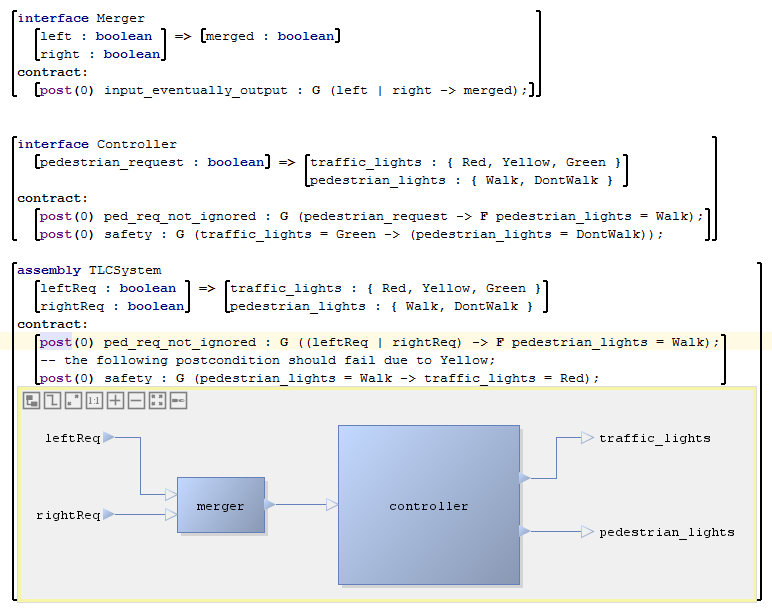 interface Merger
left : boolean => merged : boolean
right : boolean
contract:
post(0) input_eventually_output : G (left | right -> merged);
interface Controller
pedestrian_request : boolean => traffic_lights : { Red, Yellow, Green }
pedestrian_lights : { Walk, DontWalk }
contract:
post(0) ped_req_not_ignored : G (pedestrian_request -> F pedestrian_lights = Walk);
post(0) safety : G (traffic_lights = Green -> (pedestrian_lights = DontWalk));
assembly TLCSystem
leftReq : boolean => traffic_lights : { Red, Yellow, Green }
rightReq : boolean pedestrian_lights : { Walk, DontWalk }
contract:
post(0) ped_req_not_ignored : G ((leftReq | rightReq) -> F pedestrian_lights = Walk);
-- the following postcondition should fail due to Yellow;
post(0) safety : G (pedestrian_lights = Walk -> traffic_lights = Red);
1:1
leftReq
traffic_lights
merger
controller
rightReq
pedestrian_lights